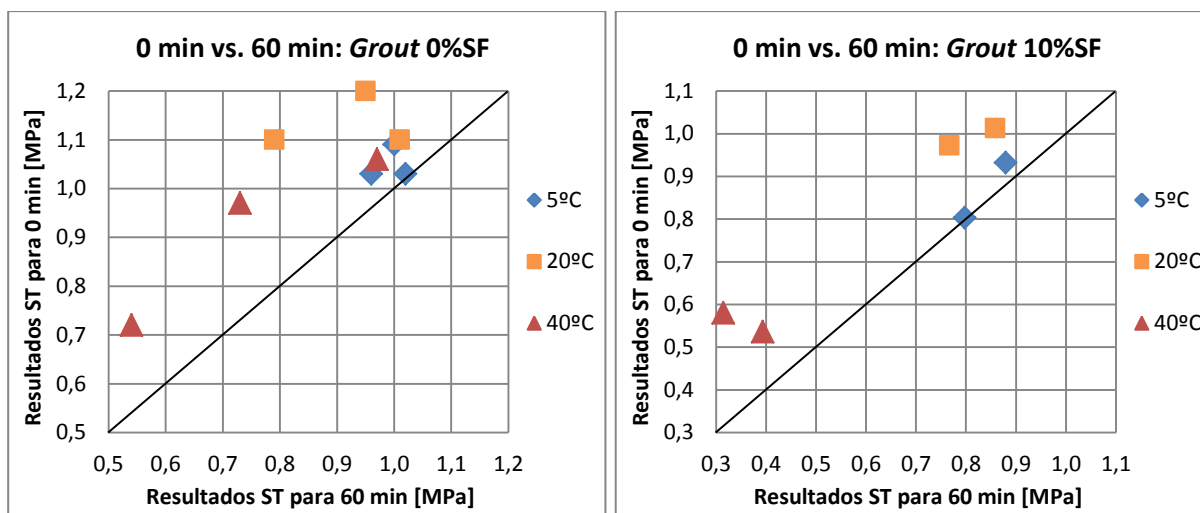 0 min vs. 60 min: Grout 0%SF
Resultados ST para 0 min [MPa]
1,2
1,1
1,0
0,9
0,8
0,7
0,6
0,5
0,5 0,6 0,7 0,8 0,9 1,0 1,1 1,2
Resultados ST para 60 min [MPa]
5ºC
20ºC
40ºC
0 min vs. 60 min: Grout 10%SF
Resultados ST para 0 min [MPa]
1,1
1,0
0,9
0,8
0,7
0,6
0,5
0,4
0,3
0,3 0,4 0,5 0,6 0,7 0,8 0,9 1,0 1,1
Resultados ST para 60 min [MPa]
5ºC
20ºC
40ºC